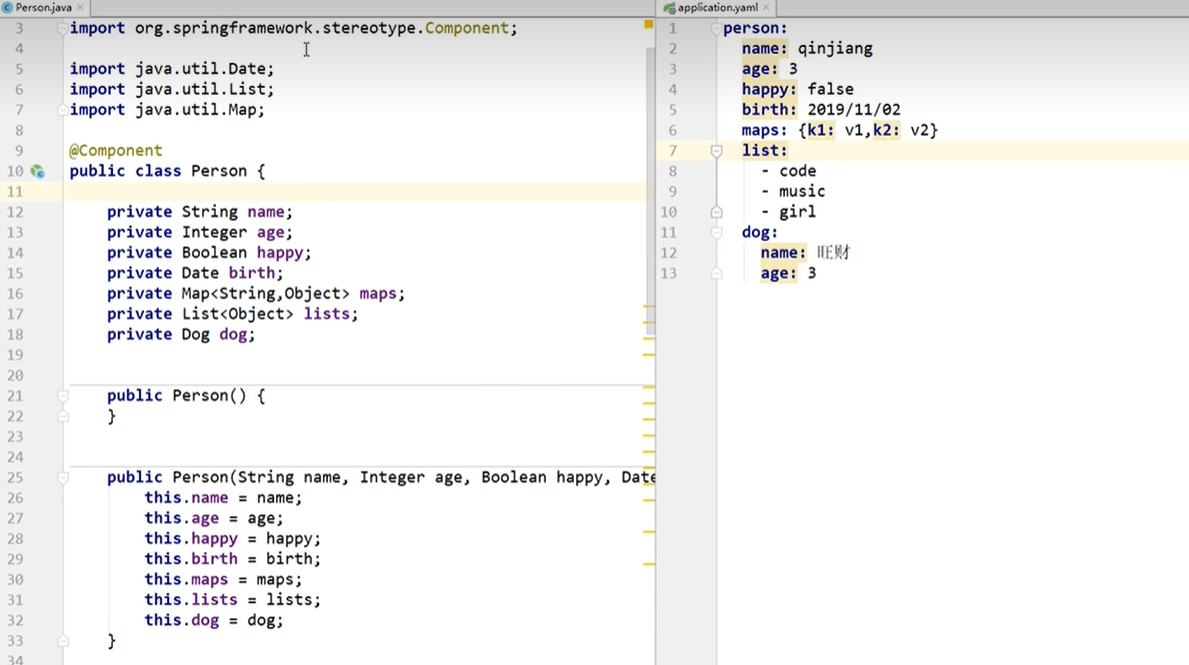 Person.java
3 import org.springframework.stereotype.Component;
4
5 import java.util.Date;
6 import java.util.List;
7 import java.util.Map;
8
9 @Component
10 public class Person {
11
12 private String name;
13 private Integer age;
14 private Boolean happy;
15 private Date birth;
16 private Map<String,Object> maps;
17 private List<Object> lists;
18 private Dog dog;
19
20
21 public Person() {
22 }
23
24
25 public Person(String name, Integer age, Boolean happy, Date
26 this.name = name;
27 this.age = age;
28 this.happy = happy;
29 this.birth = birth;
30 this.maps = maps;
31 this.lists = lists;
32 this.dog = dog;
33 }
34
application.yaml
1 person:
2 name: qinjiang
3 age: 3
4 happy: false
5 birth: 2019/11/02
6 maps: {k1: v1,k2: v2}
7 list:
8 - code
9 - music
10 - girl
11 dog:
12 name: 旺财
13 age: 3